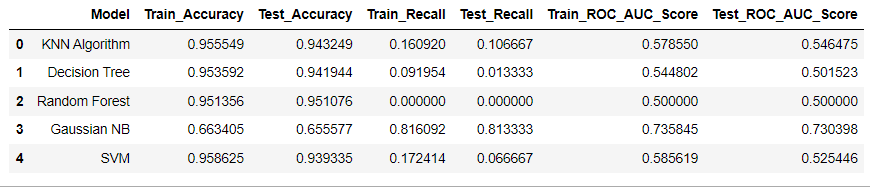 Model Train_Accuracy Test_Accuracy Train_Recall Test_Recall Train_ROC_AUC_Score Test_ROC_AUC_Score
0 KNN Algorithm 0.955549 0.943249 0.160920 0.106667 0.578550 0.546475
1 Decision Tree 0.953592 0.941944 0.091954 0.013333 0.544802 0.501523
2 Random Forest 0.951356 0.951076 0.000000 0.000000 0.500000 0.500000
3 Gaussian NB 0.663405 0.655577 0.816092 0.813333 0.735845 0.730398
4 SVM 0.958625 0.939335 0.172414 0.066667 0.585619 0.525446